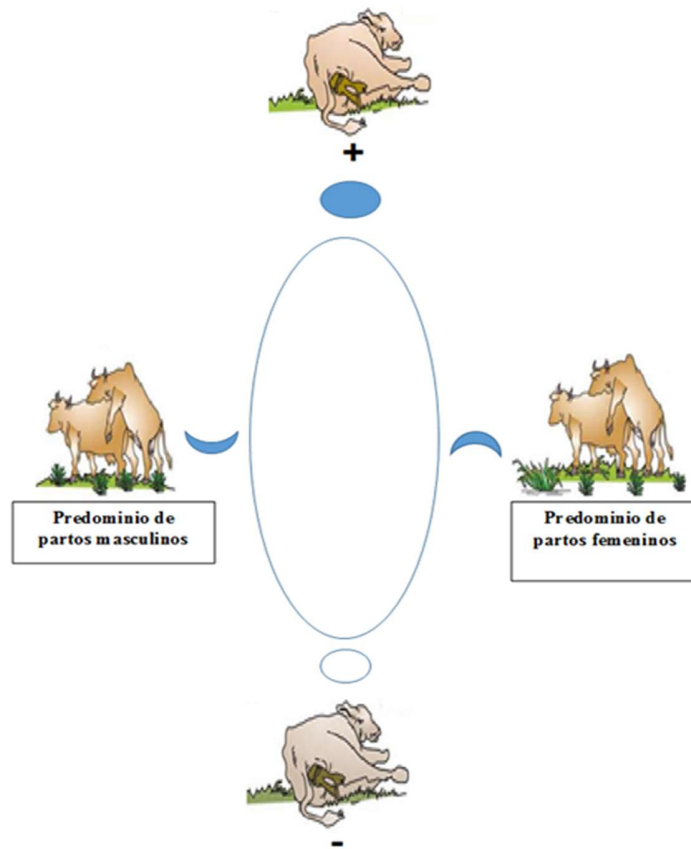 +
Predominio de
partos masculinos
Predominio de
partos femeninos
-